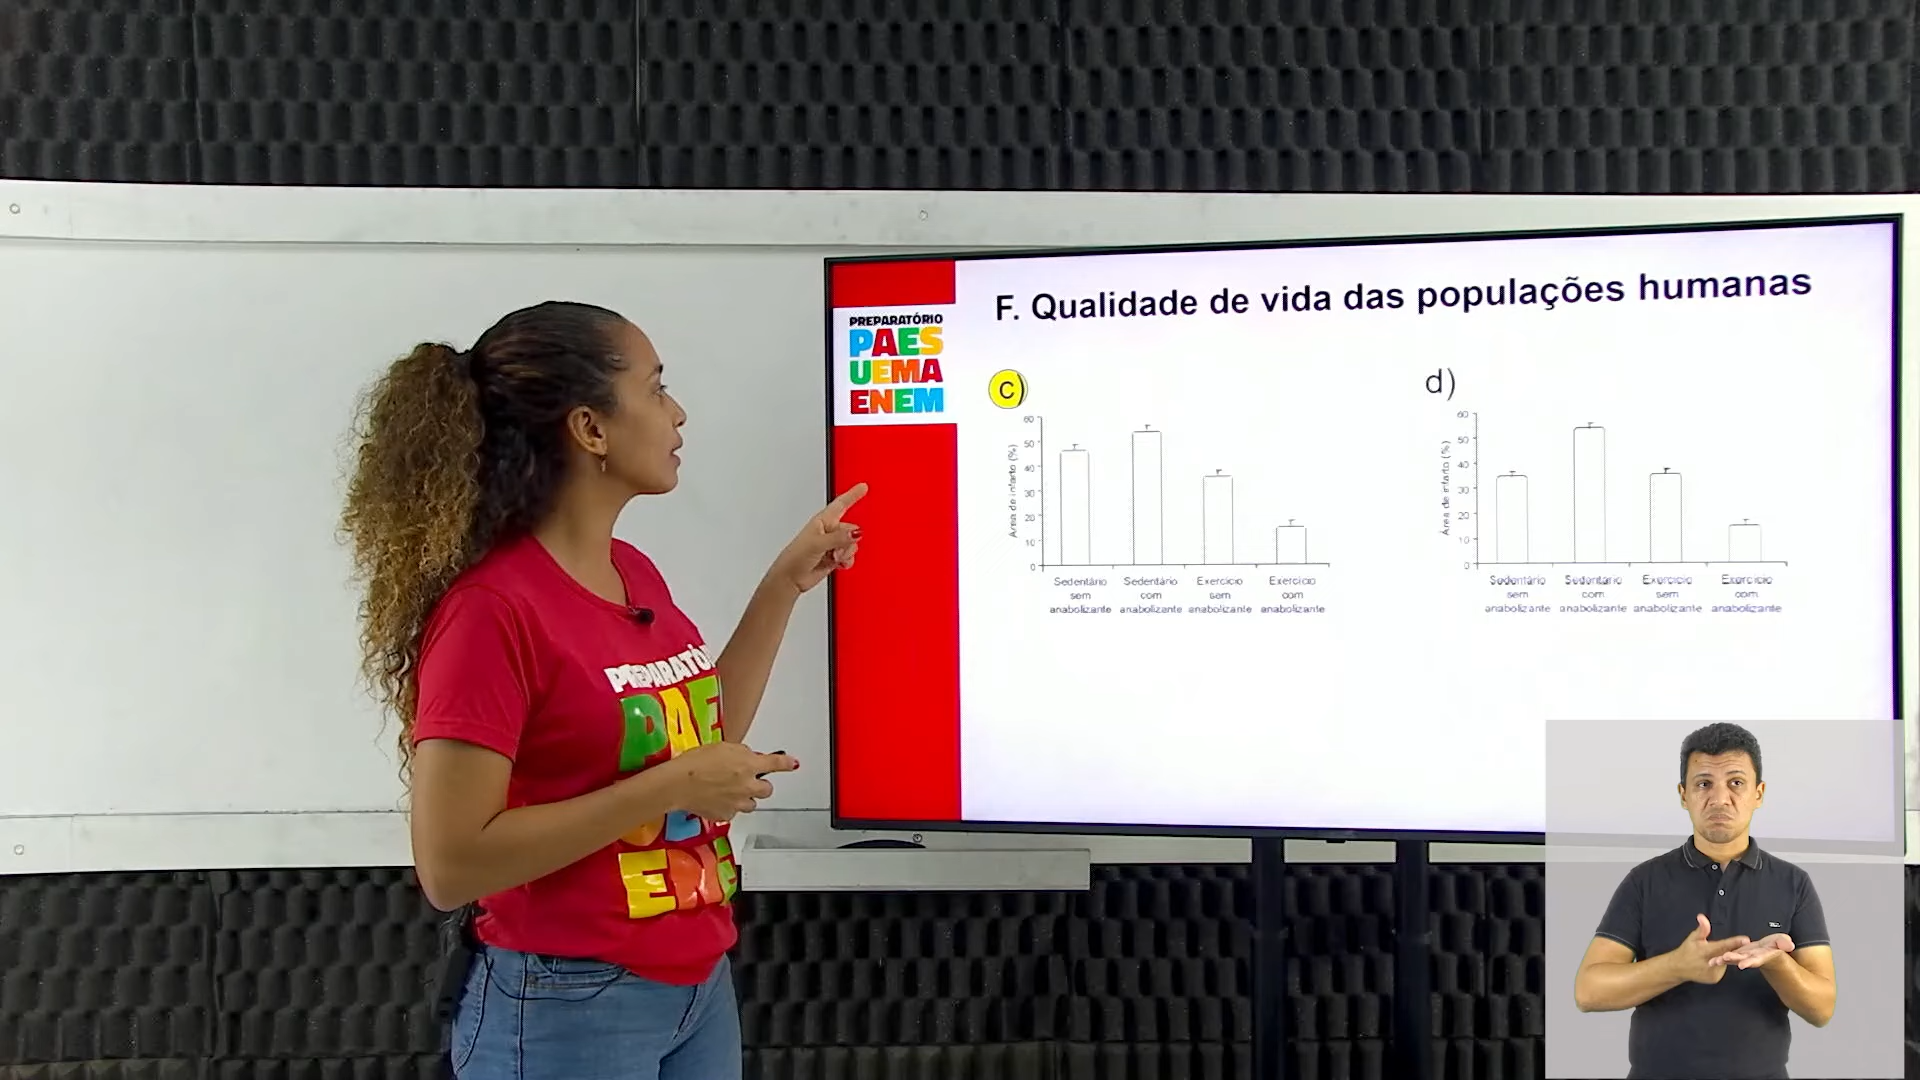 F. Qualidade de vida das populações humanas
PREPARATÓRIO
PAES
UEMA
ENEM
c)
60
50
40
30
20
10
0
Área de infarto (%)
Sedentário sem anabolizante
Sedentário com anabolizante
Exercício sem anabolizante
Exercício com anabolizante
d)
60
50
40
30
20
10
0
Área de infarto (%)
Sedentário sem anabolizante
Sedentário com anabolizante
Exercício sem anabolizante
Exercício com anabolizante
PREPARATÓ
PAE
ENE